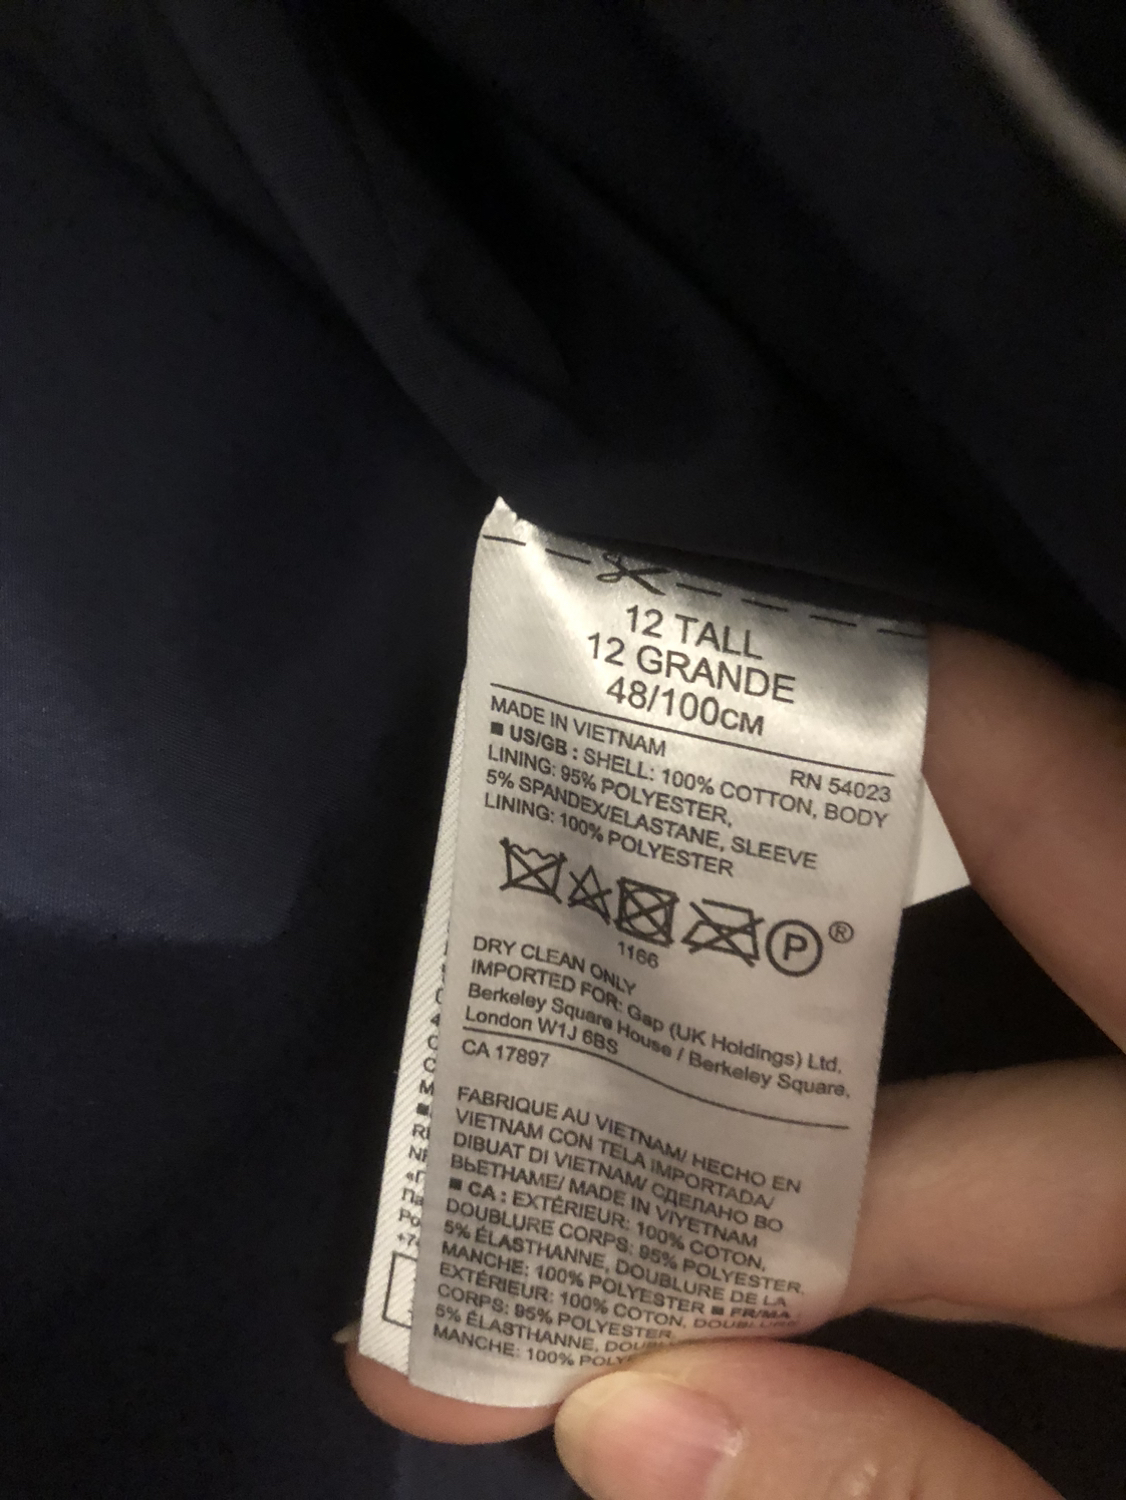 12 TALL
12 GRANDE
48/100CM
MADE IN VIETNAM
RN 54023
■ US/GB : SHELL: 100% COTTON, BODY
LINING: 95% POLYESTER,
5% SPANDEX/ELASTANE, SLEEVE
LINING: 100% POLYESTER
1166
P ®
DRY CLEAN ONLY
IMPORTED FOR: Gap (UK Holdings) Ltd.
Berkeley Square House / Berkeley Square,
London W1J 6BS
CA 17897
FABRIQUE AU VIETNAM/ HECHO EN
VIETNAM CON TELA IMPORTADA/
DIBUAT DI VIETNAM/ СДЕЛАНО ВО
ВЬЕТНАМЕ/ MADE IN VIYETNAM
■ CA : EXTÉRIEUR: 100% COTON,
DOUBLURE CORPS: 95% POLYESTER,
5% ÉLASTHANNE, DOUBLURE DE LA
MANCHE: 100% POLYESTER ■ FR/MA :
EXTÉRIEUR: 100% COTON, DOUBLURE
CORPS: 95% POLYESTER,
5% ÉLASTHANNE,
MANCHE: 100%